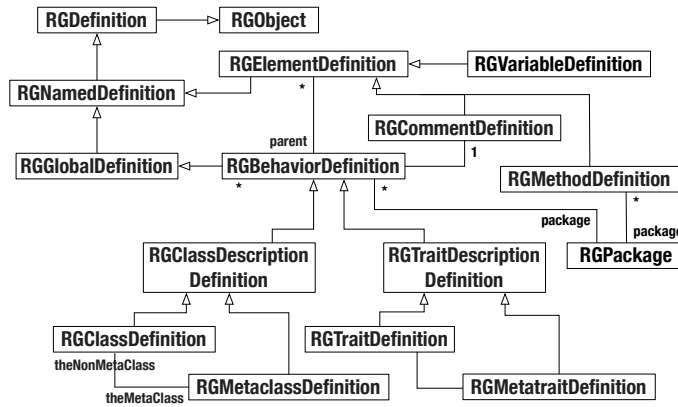 RGDefinition
RGObject
RGElementDefinition
RGVariableDefinition
RGNamedDefinition
*
RGCommentDefinition
parent
1
RGGlobalDefinition
RGBehaviorDefinition
RGMethodDefinition
*
*
*
package
package
RGPackage
RGClassDescription
Definition
RGTraitDescription
Definition
RGClassDefinition
RGTraitDefinition
theNonMetaClass
RGMetaclassDefinition
RGMetatraitDefinition
theMetaClass